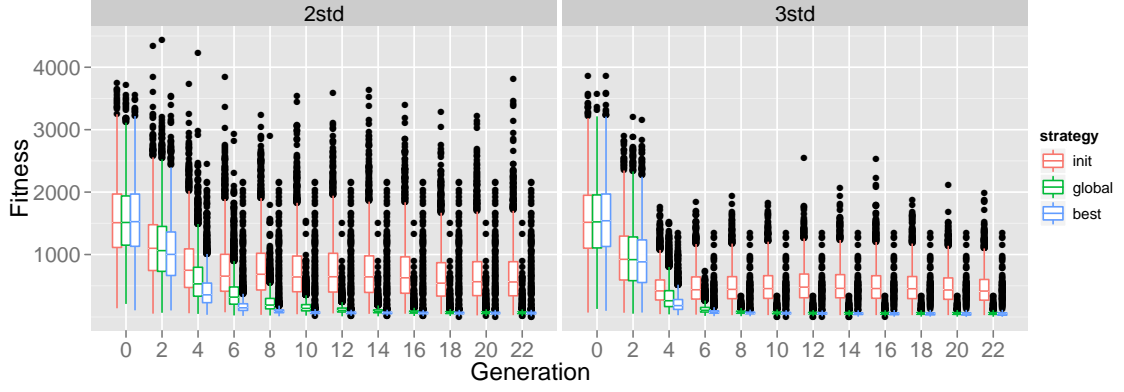 2std 3std
Fitness
4000
3000
2000
1000
0 2 4 6 8 10 12 14 16 18 20 22 0 2 4 6 8 10 12 14 16 18 20 22
Generation
strategy
init
global
best